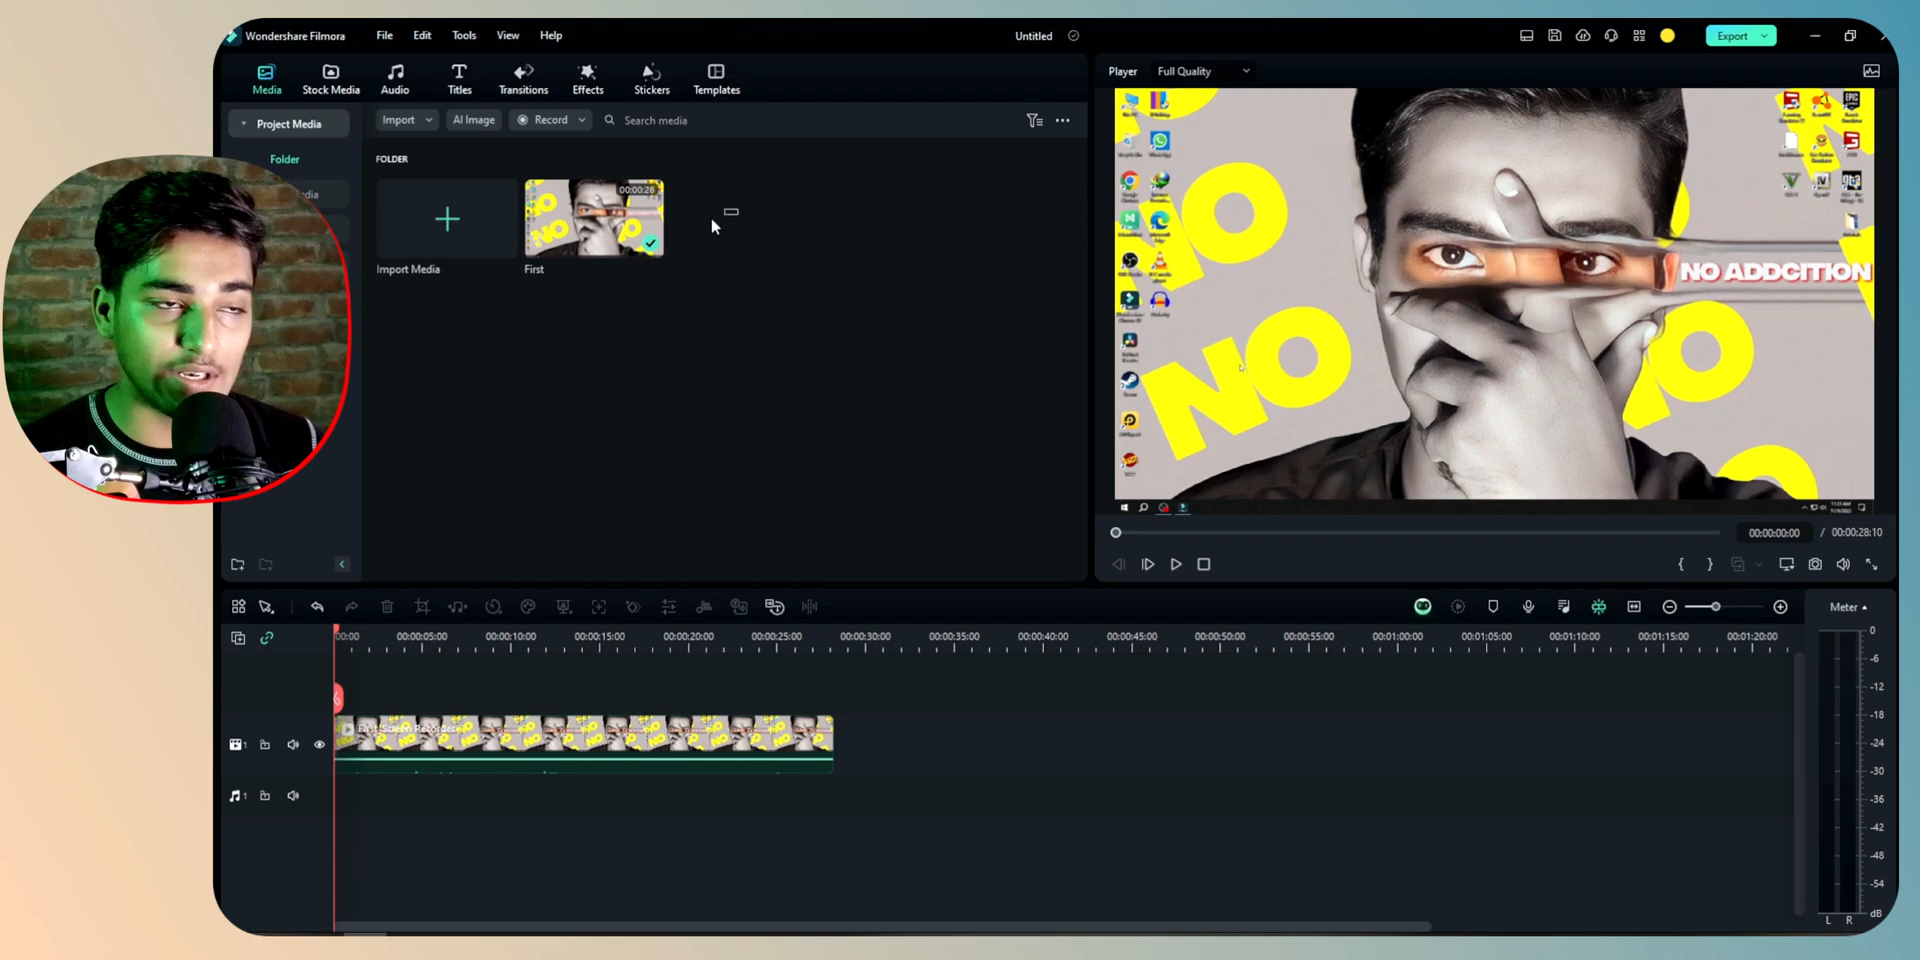 Wondershare Filmora File Edit Tools View Help Untitled Export
Media Stock Media Audio Titles Transitions Effects Stickers Templates
Player Full Quality
Project Media
Folder
Import AI Image Record Search media
FOLDER
00:00:28
Import Media First
NO
NO
NO ADDCITION
00:00:00:00 / 00:00:28:10
Meter
00:00 00:00:05:00 00:00:10:00 00:00:15:00 00:00:20:00 00:00:25:00 00:00:30:00 00:00:35:00 00:00:40:00 00:00:45:00 00:00:50:00 00:00:55:00 00:01:00:00 00:01:05:00 00:01:10:00 00:01:15:00 00:01:20:00
First Screen Recorder
1
1
0
-6
-12
-18
-24
-30
-36
-42
-48
-54
dB
L R